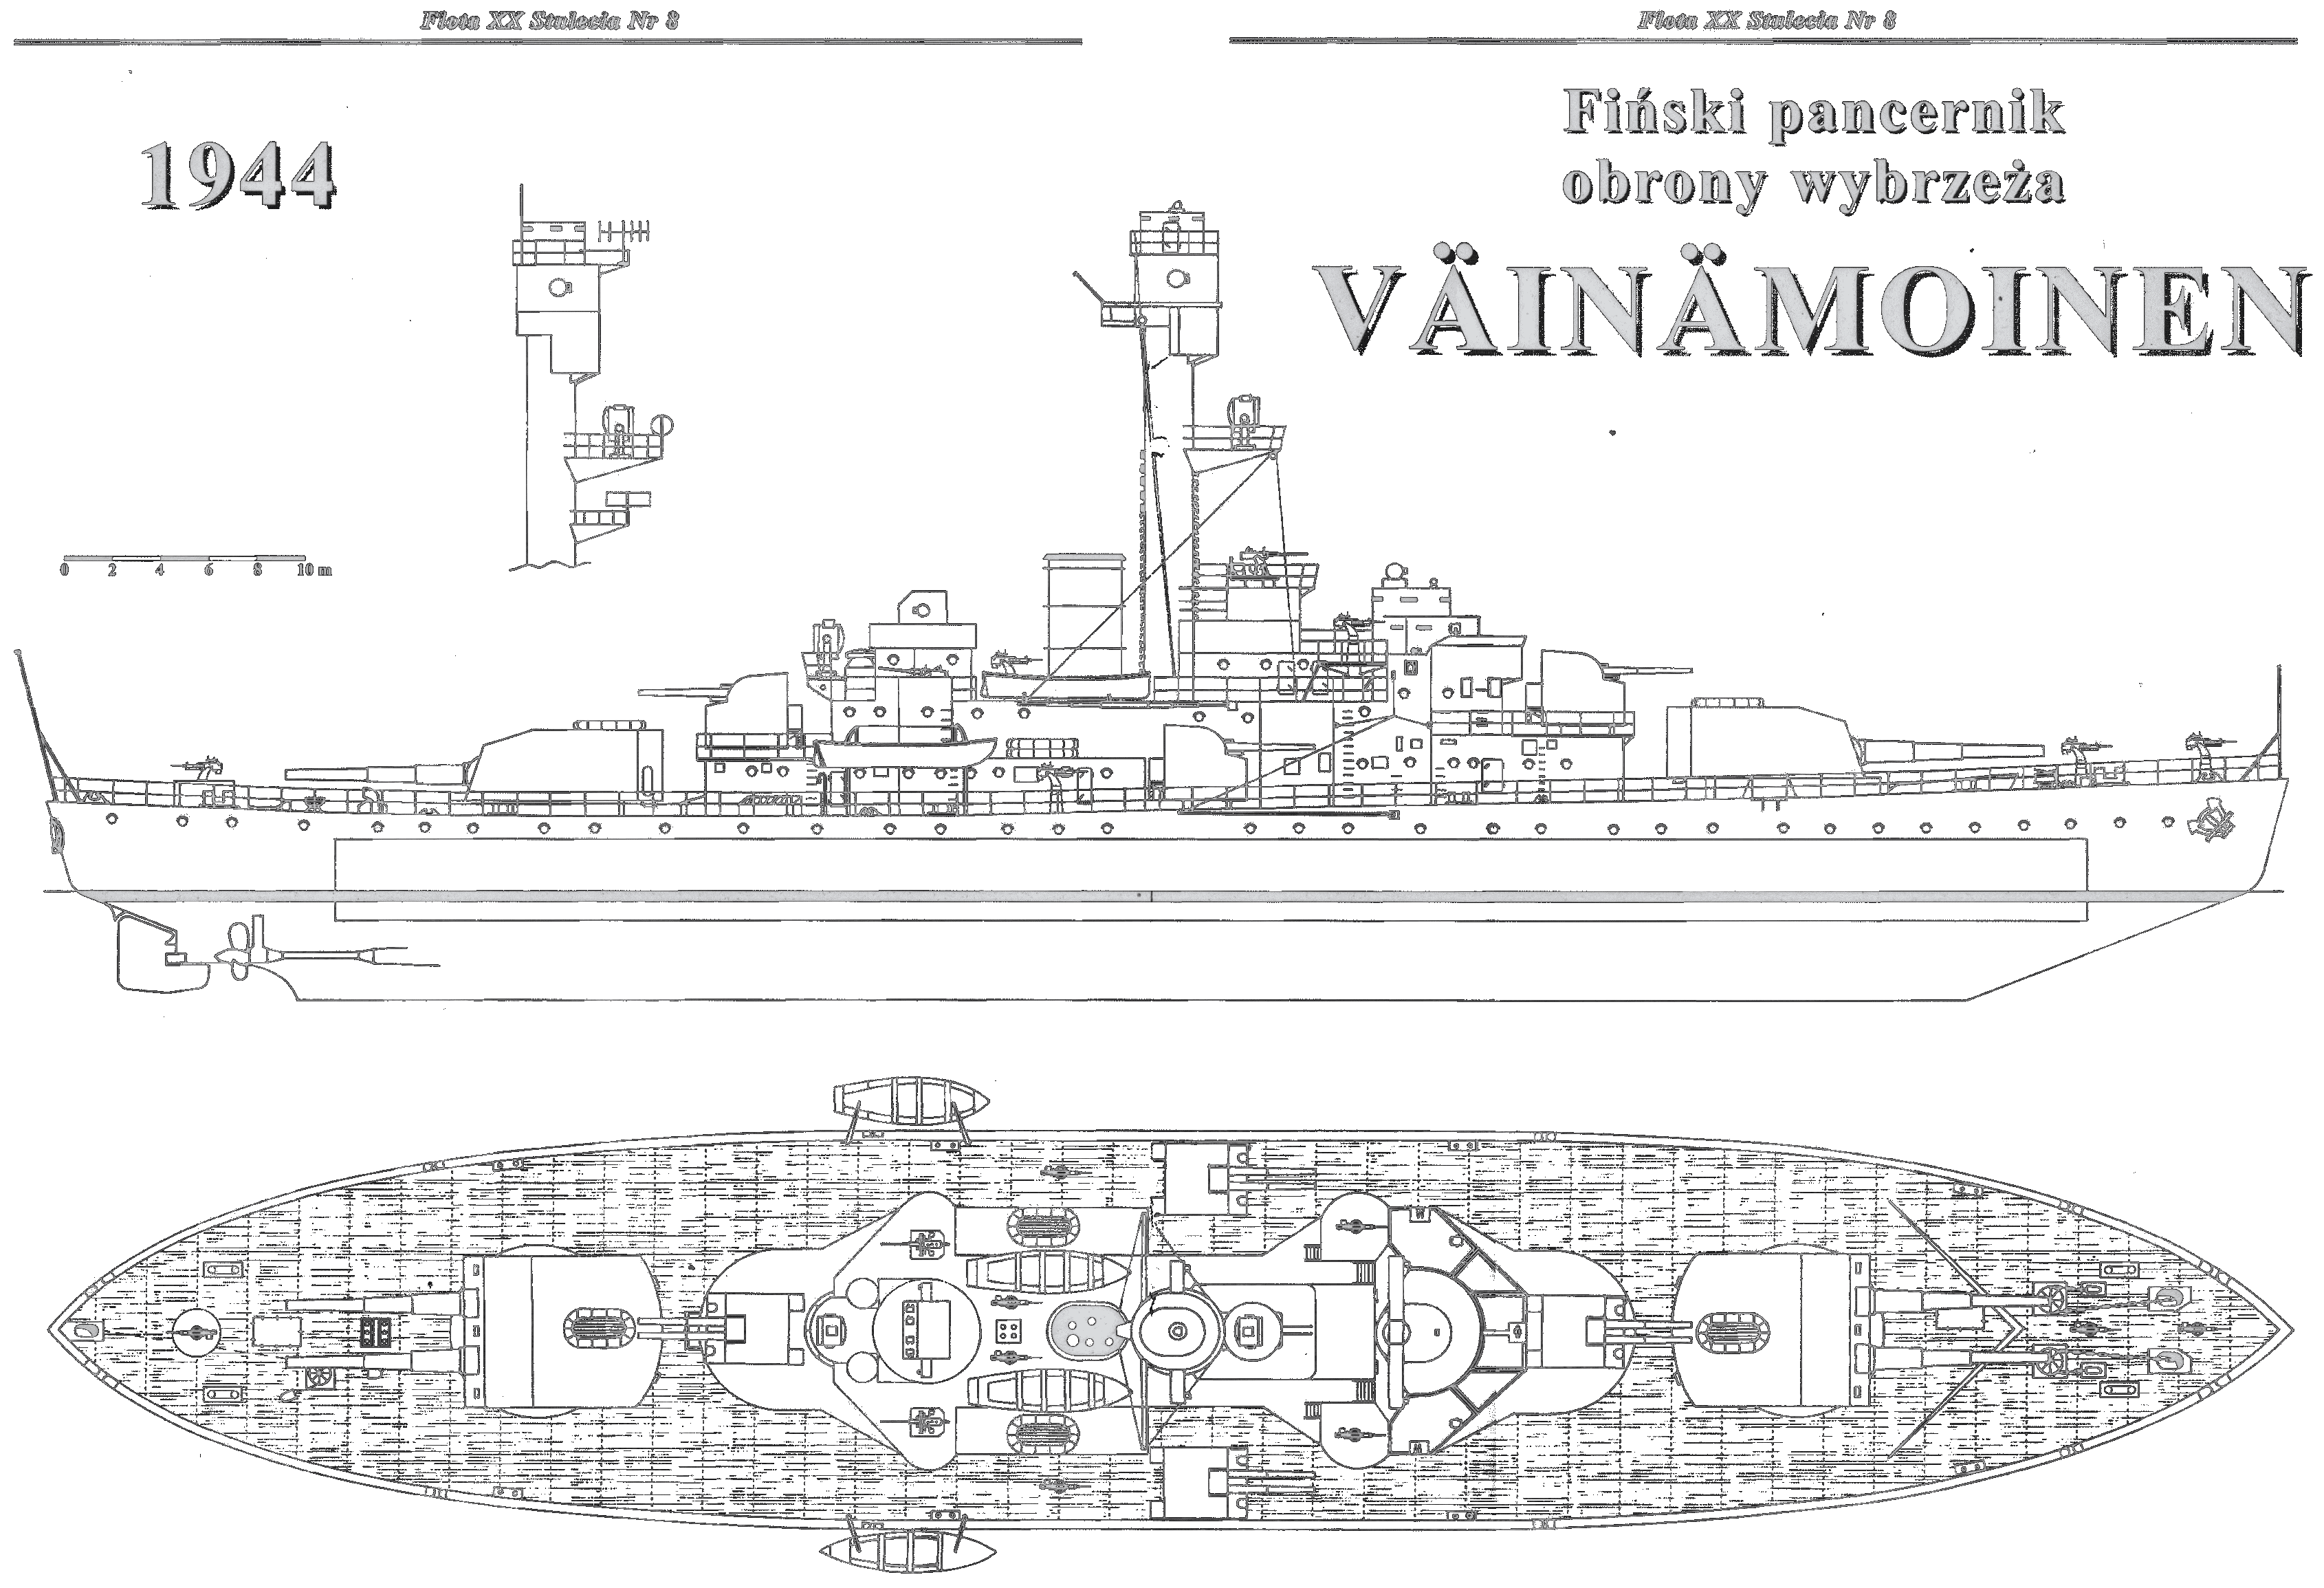 Flota XX Stulecia Nr 8
Flota XX Stulecia Nr 8
1944
Fiński pancernik
obrony wybrzeża
VÄINÄMOINEN
0 2 4 6 8 10 m